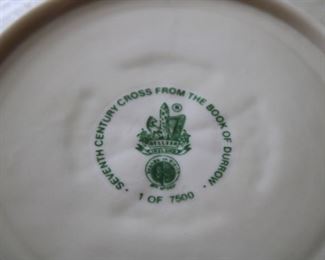 SEVENTH CENTURY CROSS FROM THE BOOK OF DURROW
®
BELLEEK
1 OF 7500